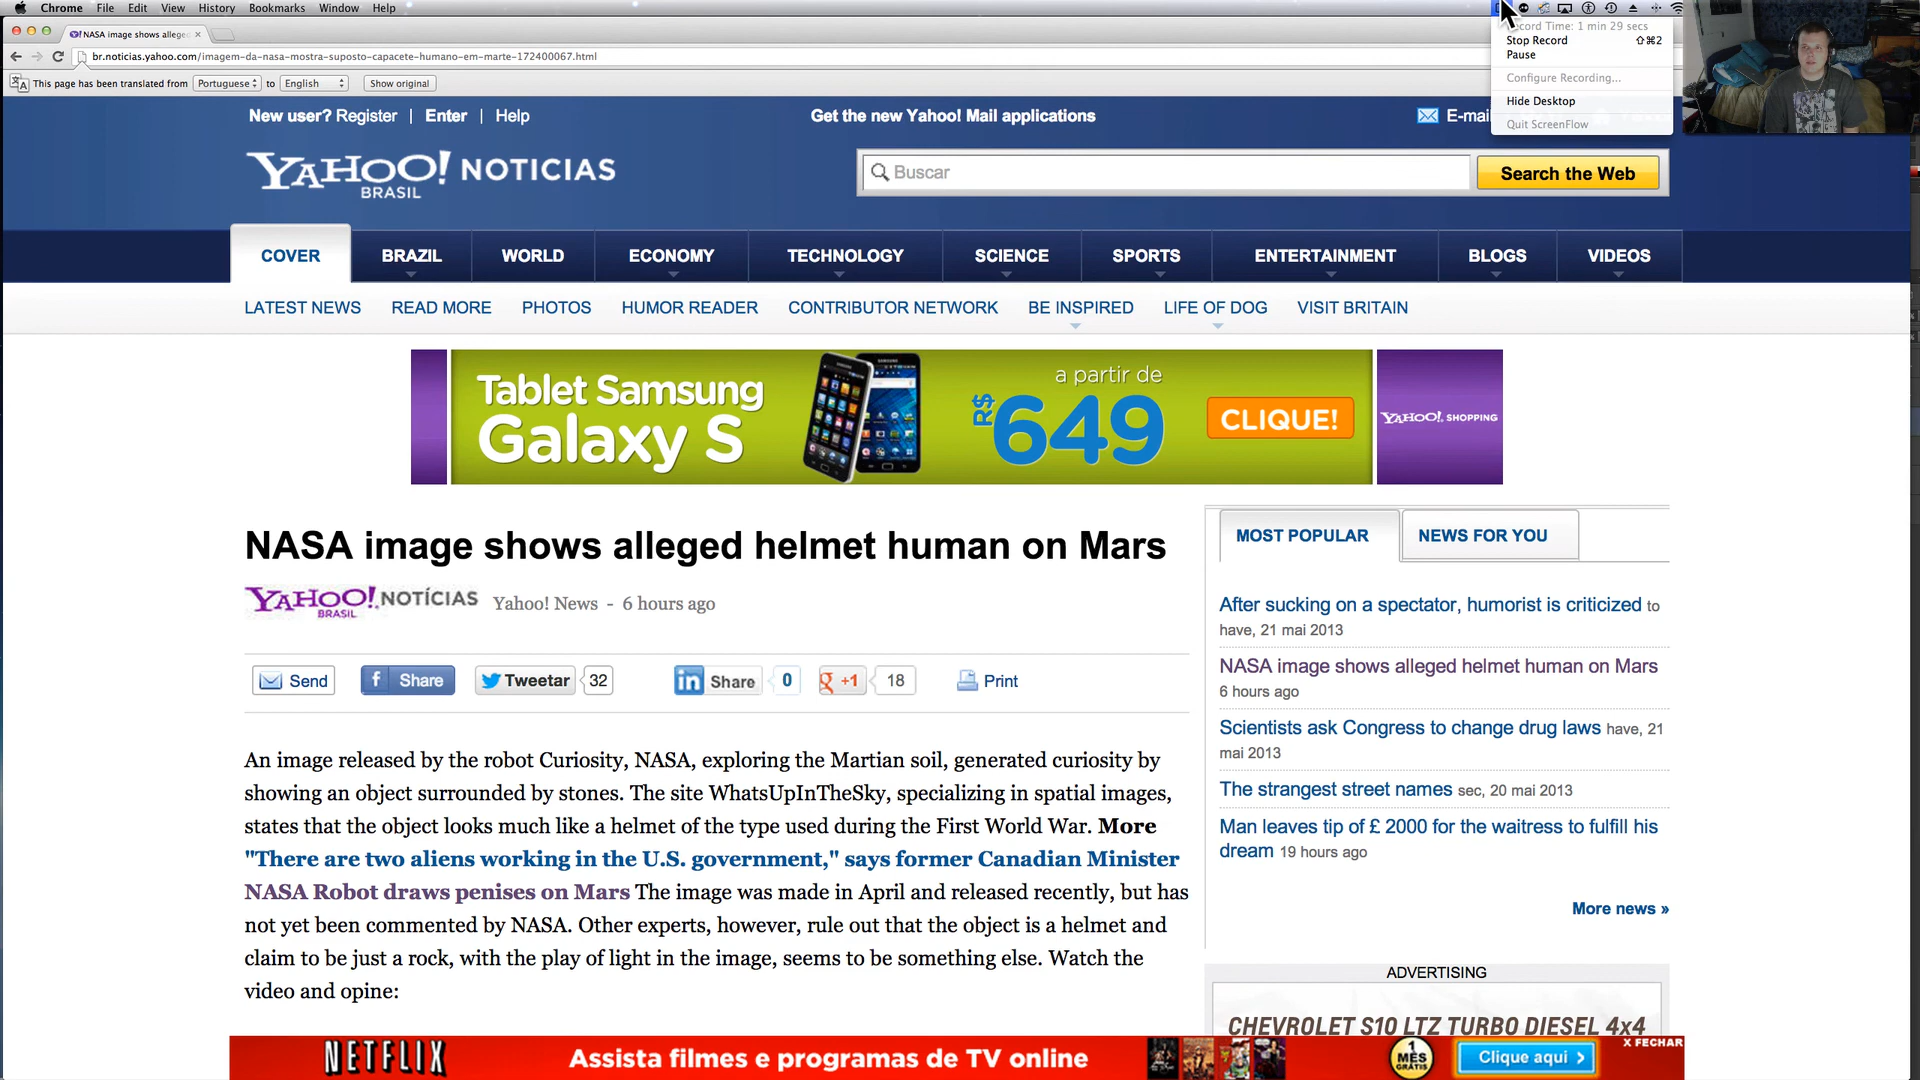 Chrome File Edit View History Bookmarks Window Help
cord Time: 1 min 29 secs
Stop Record ⇧⌘2
Pause
Configure Recording...
Hide Desktop
Quit ScreenFlow
NASA image shows alleged
br.noticias.yahoo.com/imagem-da-nasa-mostra-suposto-capacete-humano-em-marte-172400067.html
This page has been translated from Portuguese to English Show original
New user? Register | Enter | Help
Get the new Yahoo! Mail applications
E-mai
YAHOO! NOTICIAS
BRASIL
Buscar
Search the Web
COVER BRAZIL WORLD ECONOMY TECHNOLOGY SCIENCE SPORTS ENTERTAINMENT BLOGS VIDEOS
LATEST NEWS READ MORE PHOTOS HUMOR READER CONTRIBUTOR NETWORK BE INSPIRED LIFE OF DOG VISIT BRITAIN
Tablet Samsung
Galaxy S
a partir de
R$ 649
CLIQUE!
YAHOO! SHOPPING
NASA image shows alleged helmet human on Mars
YAHOO! NOTÍCIAS
BRASIL
Yahoo! News - 6 hours ago
Send
f Share
Tweetar 32
in Share 0
g +1 18
Print
An image released by the robot Curiosity, NASA, exploring the Martian soil, generated curiosity by
showing an object surrounded by stones. The site WhatsUpInTheSky, specializing in spatial images,
states that the object looks much like a helmet of the type used during the First World War. More
"There are two aliens working in the U.S. government," says former Canadian Minister
NASA Robot draws penises on Mars The image was made in April and released recently, but has
not yet been commented by NASA. Other experts, however, rule out that the object is a helmet and
claim to be just a rock, with the play of light in the image, seems to be something else. Watch the
video and opine:
MOST POPULAR NEWS FOR YOU
After sucking on a spectator, humorist is criticized to
have, 21 mai 2013
NASA image shows alleged helmet human on Mars
6 hours ago
Scientists ask Congress to change drug laws have, 21
mai 2013
The strangest street names sec, 20 mai 2013
Man leaves tip of £ 2000 for the waitress to fulfill his
dream 19 hours ago
More news »
ADVERTISING
CHEVROLET S10 LTZ TURBO DIESEL 4x4
NETFLIX
Assista filmes e programas de TV online
1
MÊS
GRÁTIS
Clique aqui >
X FECHAR